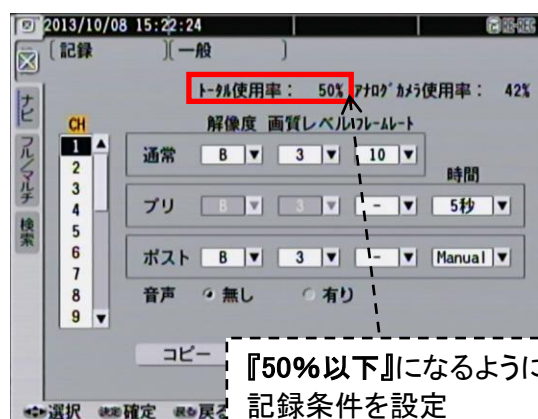 2013/10/08 15:22:24 HS-REC
〔記録 〕〔一般 〕
ﾄｰﾀﾙ使用率： 50% ｱﾅﾛｸﾞｶﾒﾗ使用率： 42%
ナビ
フル/マルチ
検索
CH 解像度 画質レベル ﾌﾚｰﾑﾚｰﾄ
1
2
3
4
5
6
7
8
9
通常 B 3 10
時間
プリ B 3 - 5秒
ポスト B 3 - Manual
音声 無し 有り
コピー
『50%以下』になるように
記録条件を設定
選択 確定 戻る